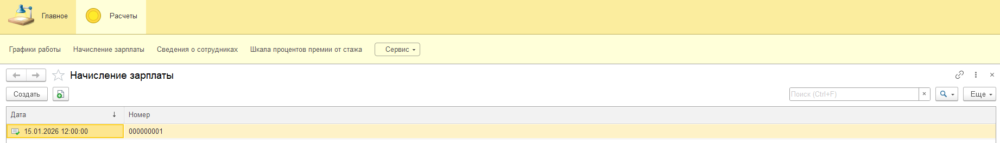 Главное Расчеты
Графики работы Начисление зарплаты Сведения о сотрудниках Шкала процентов премии от стажа Сервис
Начисление зарплаты
Создать Поиск (Ctrl+F) Еще
Дата Номер
15.01.2026 12:00:00 000000001